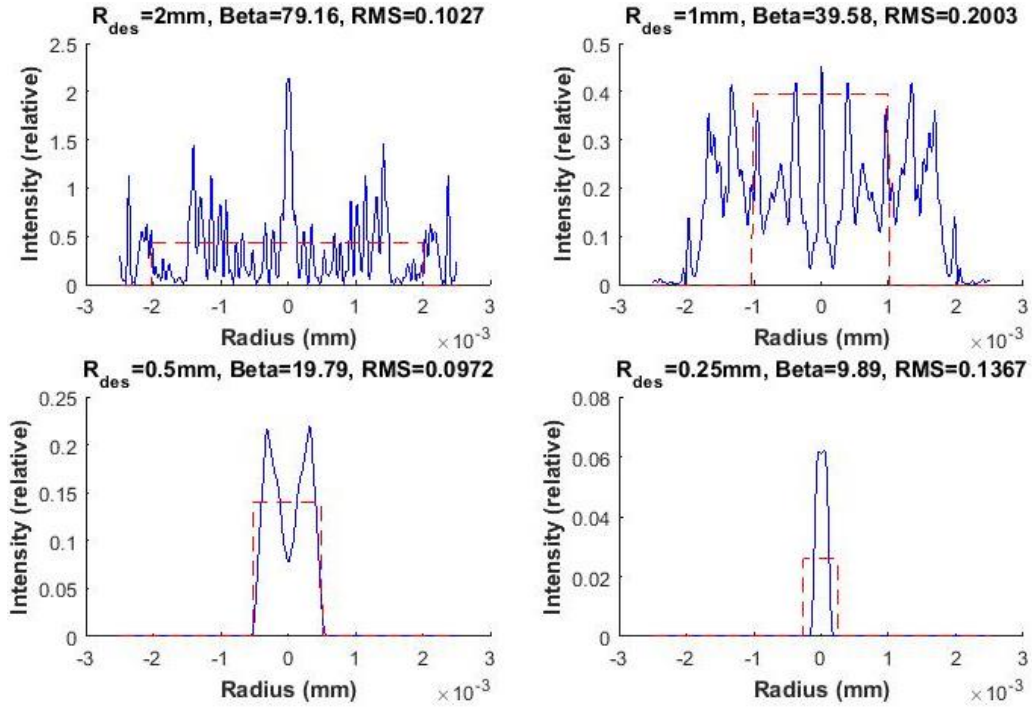 R_des=2mm, Beta=79.16, RMS=0.1027
Intensity (relative)
2.5
2
1.5
1
0.5
0
-3 -2 -1 0 1 2 3
Radius (mm)
×10^-3
R_des=1mm, Beta=39.58, RMS=0.2003
Intensity (relative)
0.5
0.4
0.3
0.2
0.1
0
-3 -2 -1 0 1 2 3
Radius (mm)
×10^-3
R_des=0.5mm, Beta=19.79, RMS=0.0972
Intensity (relative)
0.25
0.2
0.15
0.1
0.05
0
-3 -2 -1 0 1 2 3
Radius (mm)
×10^-3
R_des=0.25mm, Beta=9.89, RMS=0.1367
Intensity (relative)
0.08
0.06
0.04
0.02
0
-3 -2 -1 0 1 2 3
Radius (mm)
×10^-3